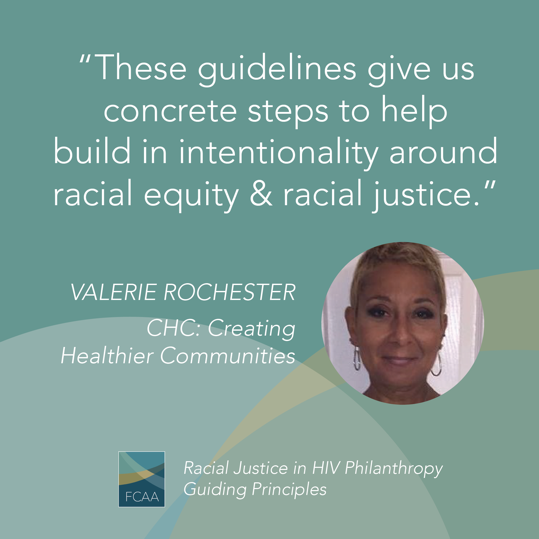 “These guidelines give us
concrete steps to help
build in intentionality around
racial equity & racial justice.”
VALERIE ROCHESTER
CHC: Creating
Healthier Communities
FCAA
Racial Justice in HIV Philanthropy
Guiding Principles